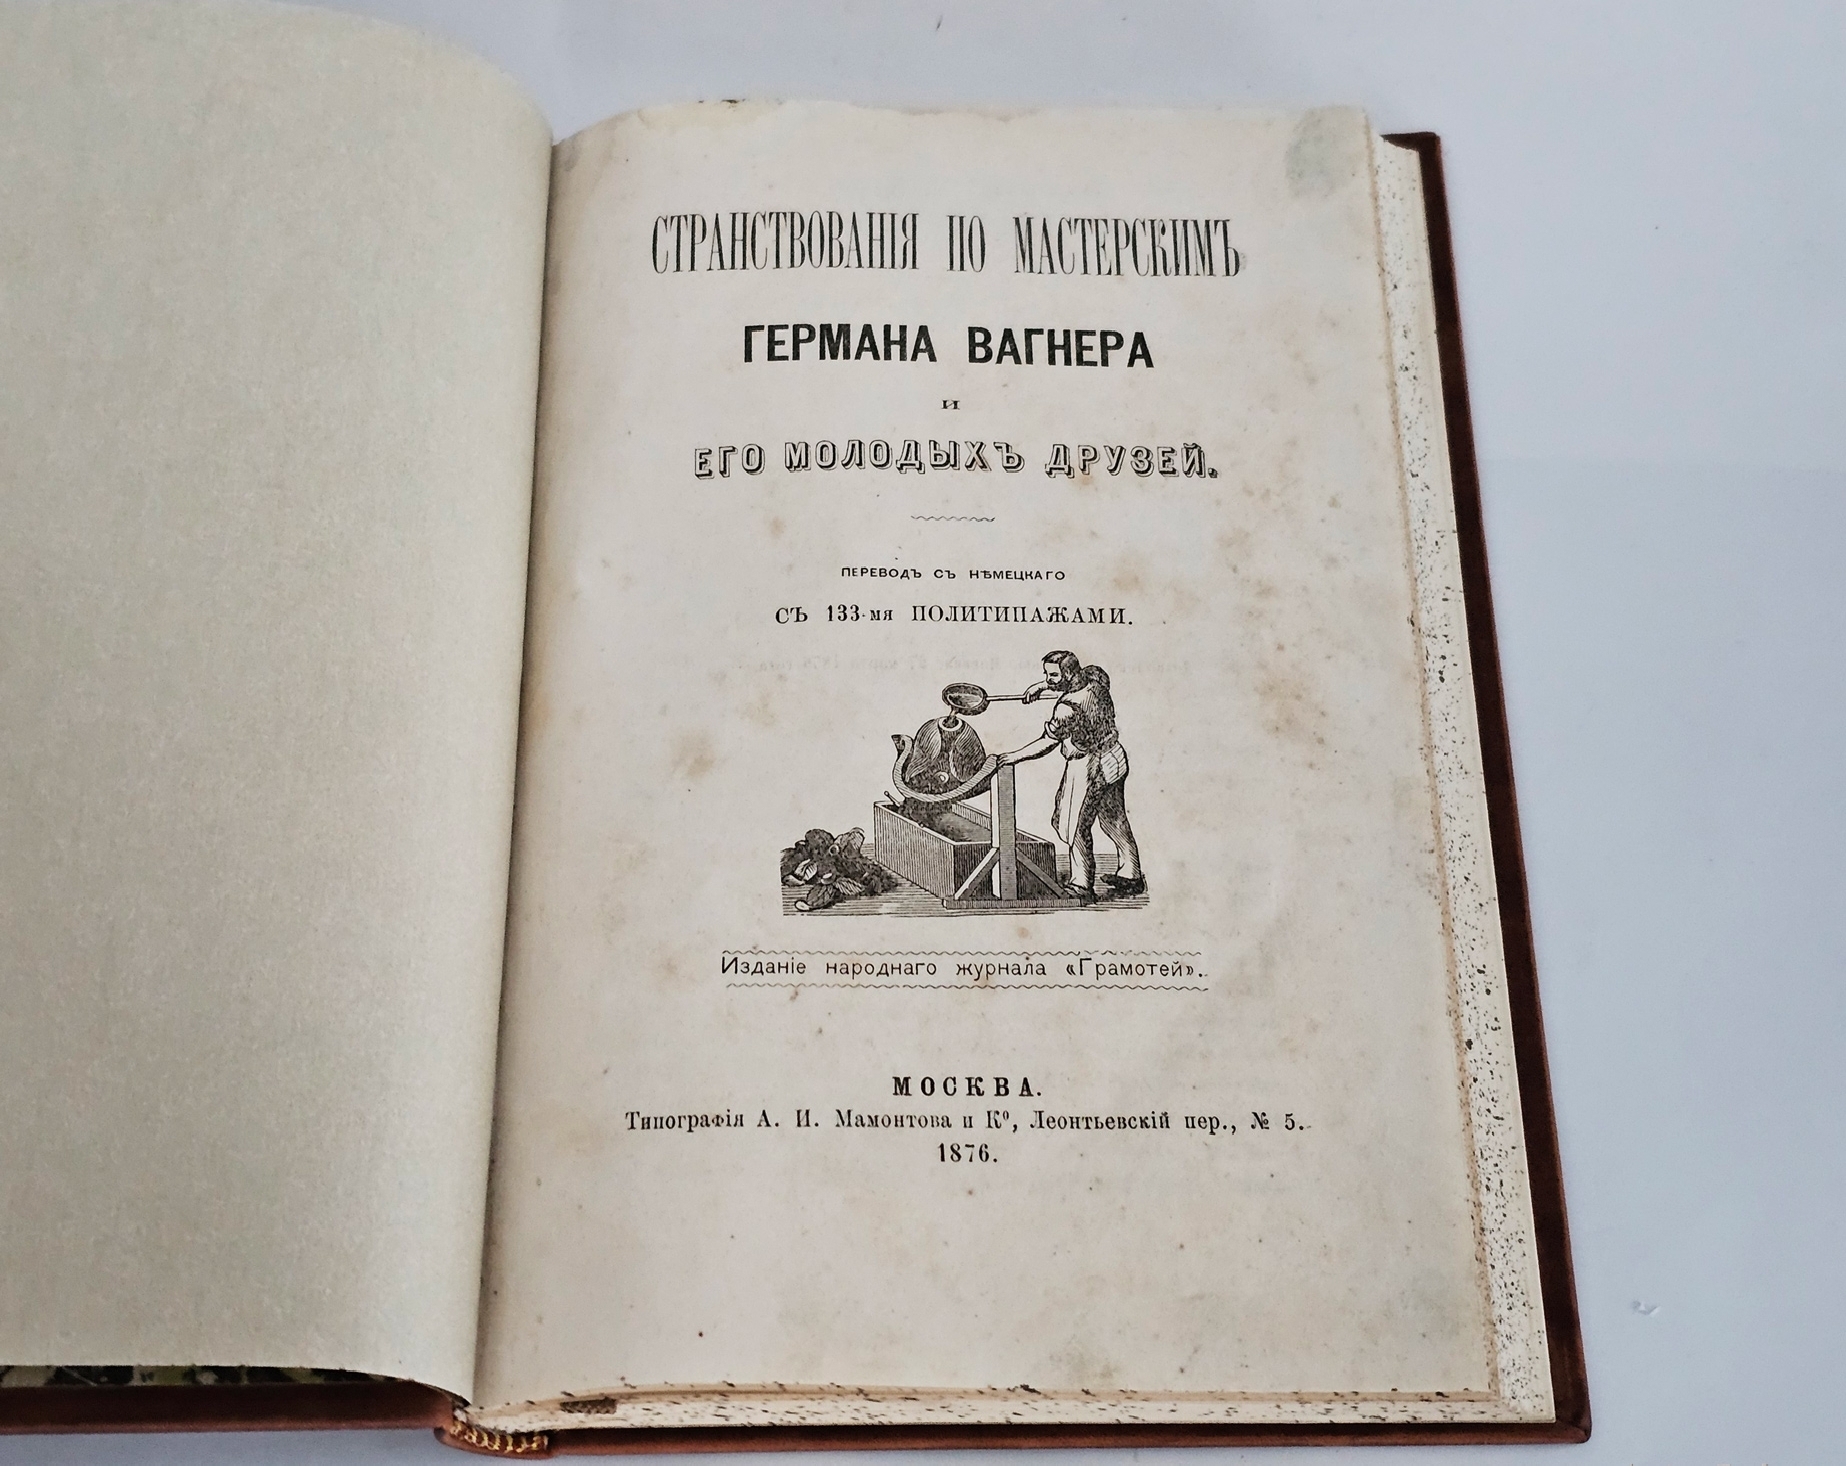 СТРАНСТВОВАНІЯ ПО МАСТЕРСКИМЪ
ГЕРМАНА ВАГНЕРА
И
ЕГО МОЛОДЫХЪ ДРУЗЕЙ.
ПЕРЕВОДЪ СЪ НѢМЕЦКАГО
СЪ 133-мя ПОЛИТИПАЖАМИ.
Изданіе народнаго журнала «Грамотей».
МОСКВА.
Типографія А. И. Мамонтова и Кº, Леонтьевскій пер., № 5.
1876.